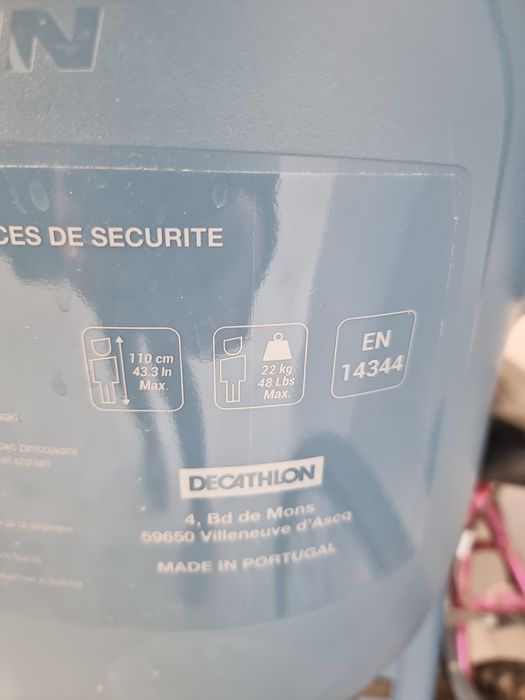 N
CES DE SECURITE
110 cm
43.3 In
Max.
22 kg
48 Lbs
Max.
EN
14344
zamocowane
DECATHLON
4, Bd de Mons
59650 Villeneuve d'Ascq
MADE IN PORTUGAL